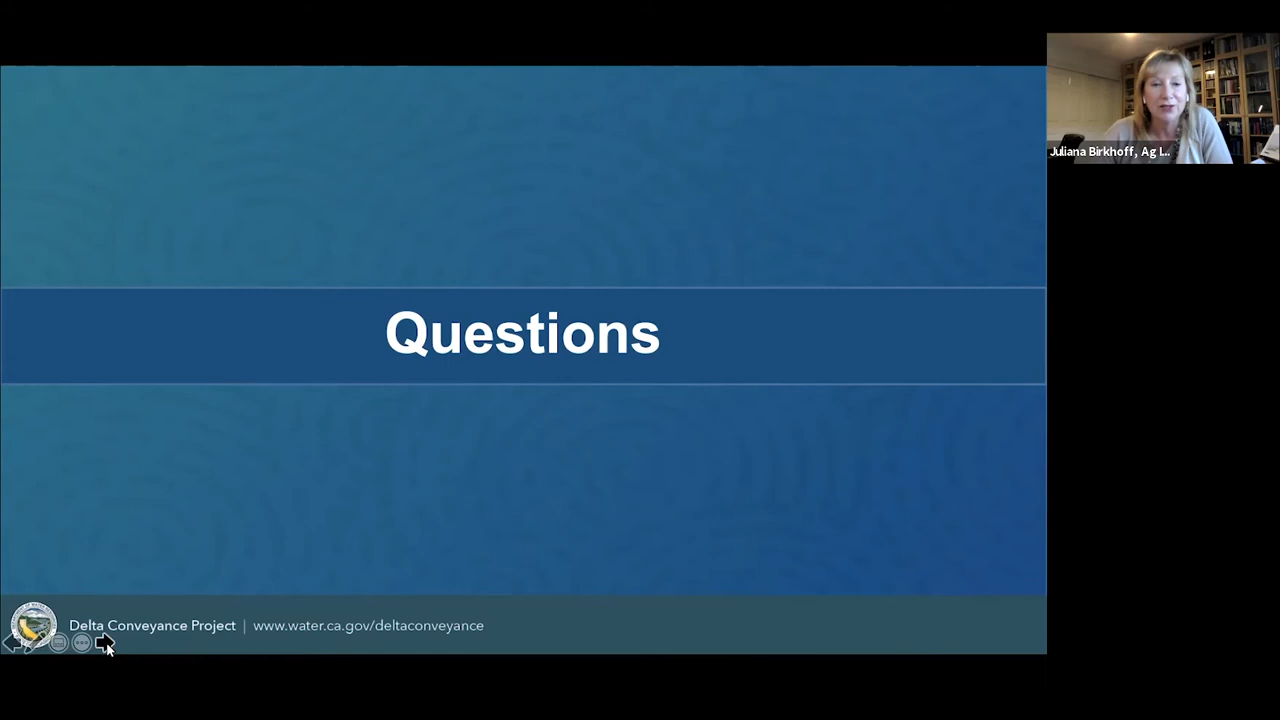 Questions
Juliana Birkhoff, Ag I...
Delta Conveyance Project | www.water.ca.gov/deltaconveyance